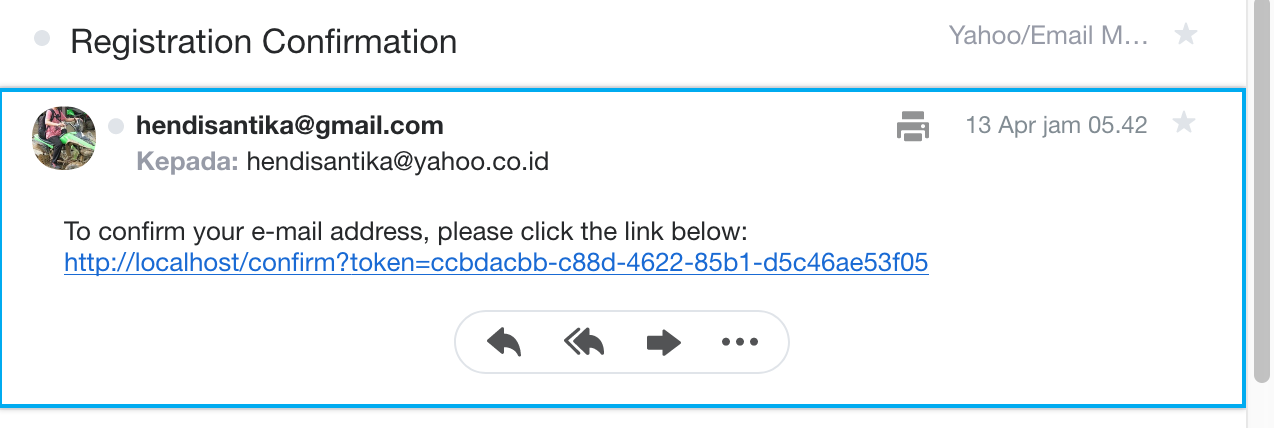 Registration Confirmation
Yahoo/Email M...
hendisantika@gmail.com
13 Apr jam 05.42
Kepada: hendisantika@yahoo.co.id
To confirm your e-mail address, please click the link below:
http://localhost/confirm?token=ccbdacbb-c88d-4622-85b1-d5c46ae53f05